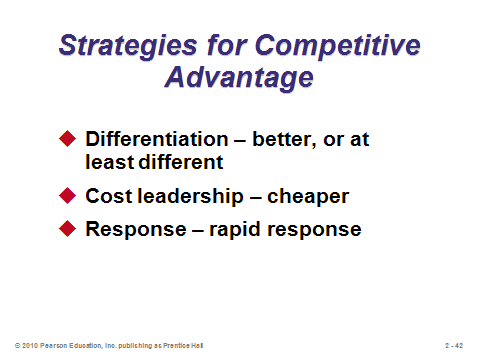 Strategies for Competitive
Advantage
Differentiation – better, or at
least different
Cost leadership – cheaper
Response – rapid response
© 2010 Pearson Education, Inc. publishing as Prentice Hall
2 - 42